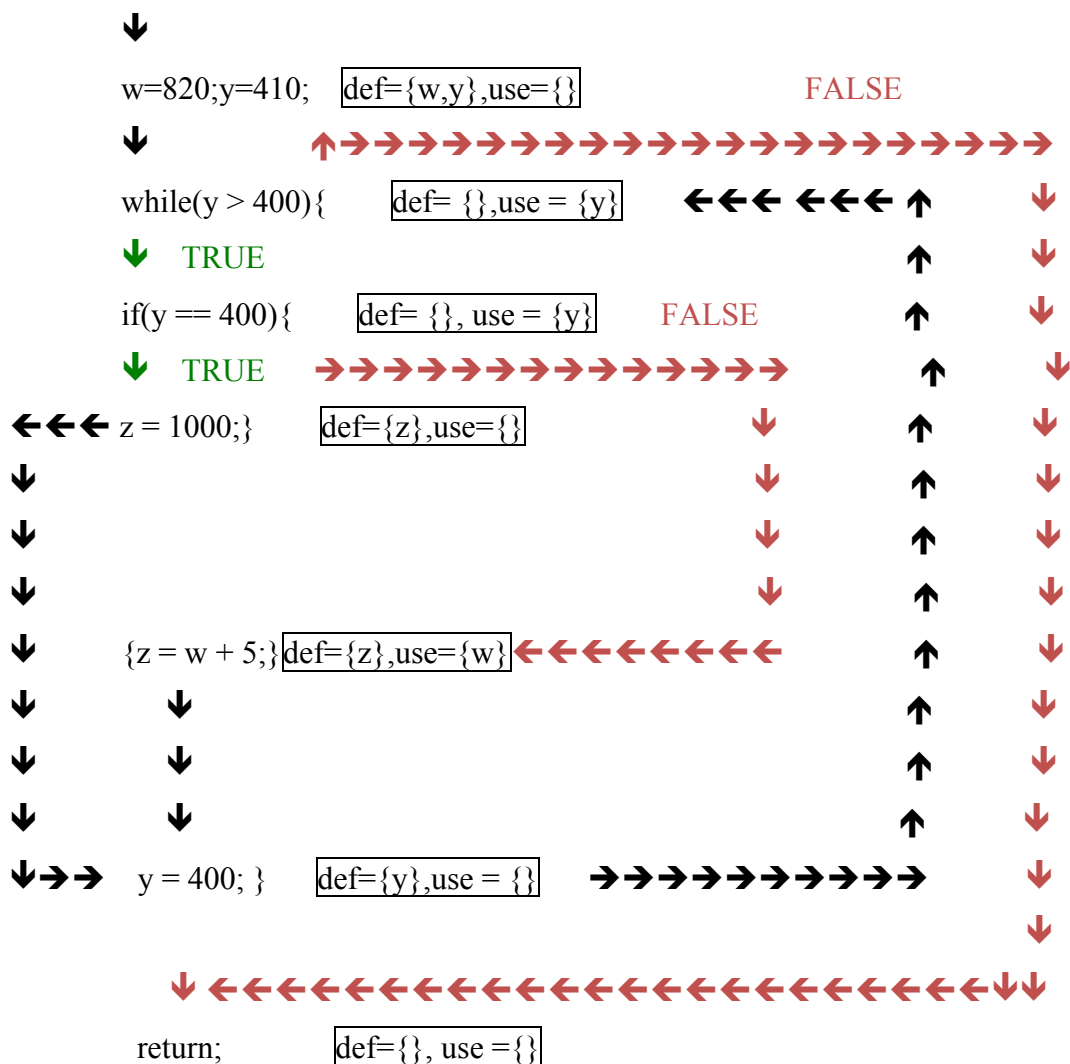 w=820;y=410; def={w,y},use={} FALSE
while(y > 400){ def= {},use = {y}
TRUE
if(y == 400){ def= {}, use = {y} FALSE
TRUE
z = 1000;} def={z},use={}
{z = w + 5;} def={z},use={w}
y = 400; } def={y},use = {}
return; def={}, use ={}